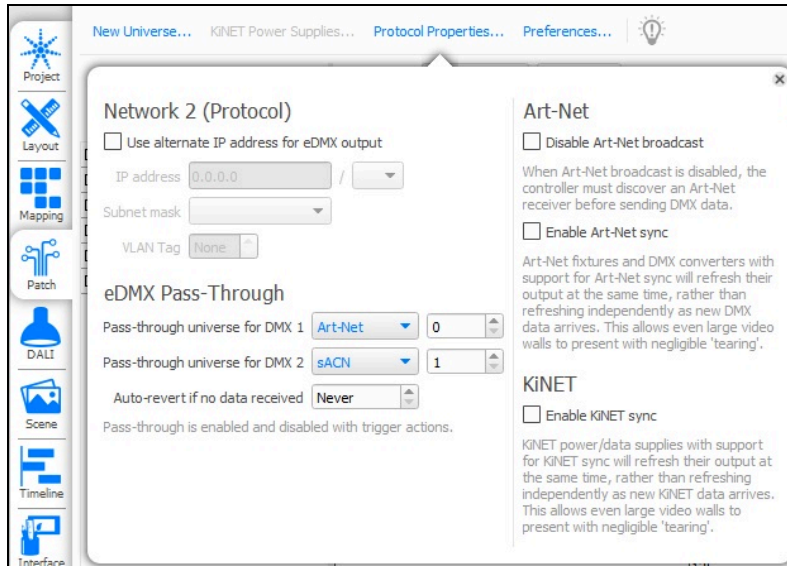 New Universe... KiNET Power Supplies... Protocol Properties... Preferences...
Project
Layout
Mapping
Patch
DALI
Scene
Timeline
Interface
Network 2 (Protocol)
Use alternate IP address for eDMX output
IP address 0.0.0.0 /
Subnet mask
VLAN Tag None
eDMX Pass-Through
Pass-through universe for DMX 1 Art-Net 0
Pass-through universe for DMX 2 sACN 1
Auto-revert if no data received Never
Pass-through is enabled and disabled with trigger actions.
Art-Net
Disable Art-Net broadcast
When Art-Net broadcast is disabled, the
controller must discover an Art-Net
receiver before sending DMX data.
Enable Art-Net sync
Art-Net fixtures and DMX converters with
support for Art-Net sync will refresh their
output at the same time, rather than
refreshing independently as new DMX
data arrives. This allows even large video
walls to present with negligible 'tearing'.
KiNET
Enable KiNET sync
KiNET power/data supplies with support
for KiNET sync will refresh their output at
the same time, rather than refreshing
independently as new KiNET data arrives.
This allows even large video walls to
present with negligible 'tearing'.